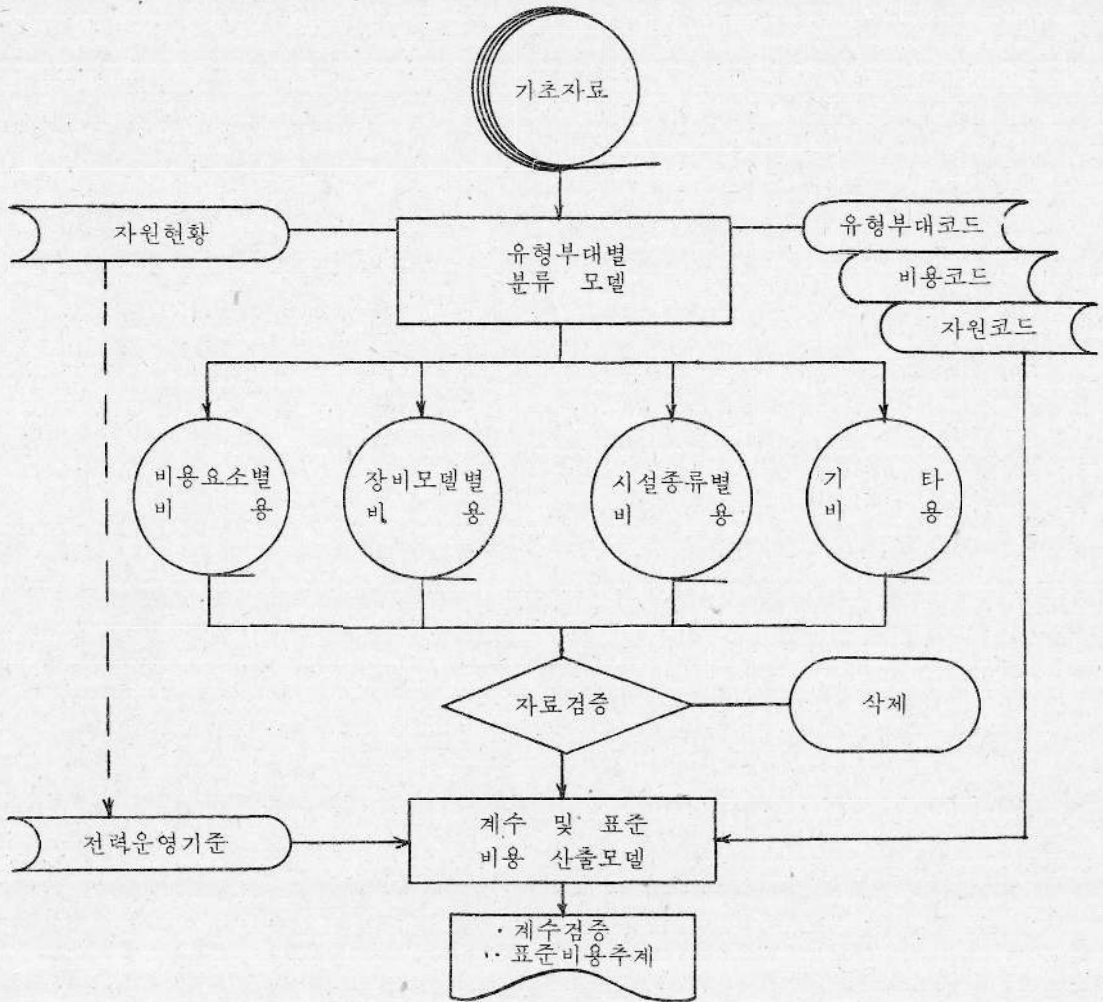 기초자료
자원현황
유형부대별
분류 모델
유형부대코드
비용코드
자원코드
비용요소별
비 용
장비모델별
비 용
시설종류별
비 용
기 타
비 용
자료검증
삭제
전력운영기준
계수 및 표준
비용 산출모델
· 계수검증
· 표준비용추계